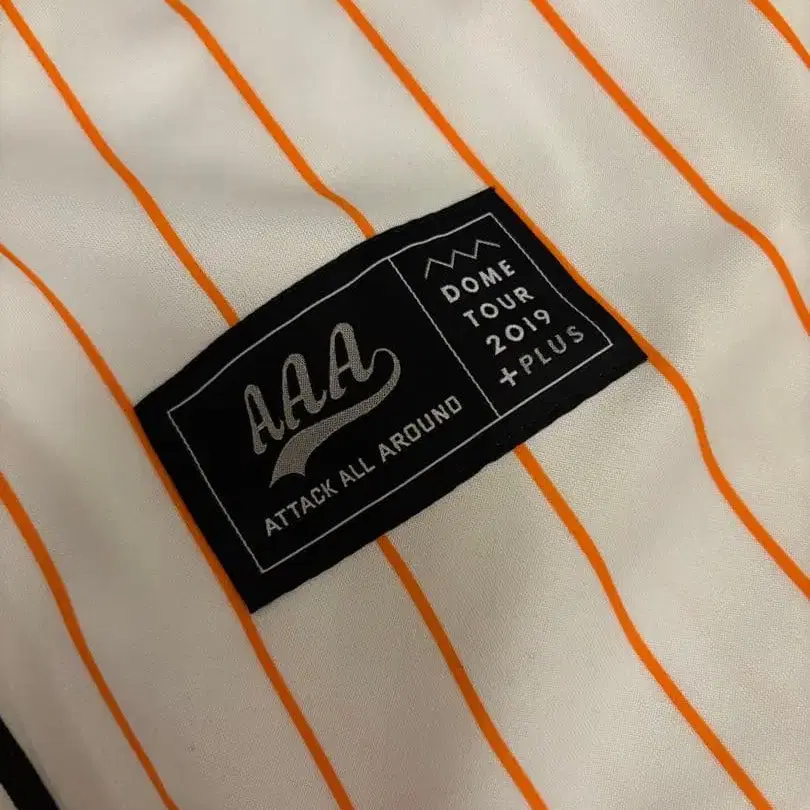 AAA
ATTACK ALL AROUND
DOME
TOUR
2019
+PLUS